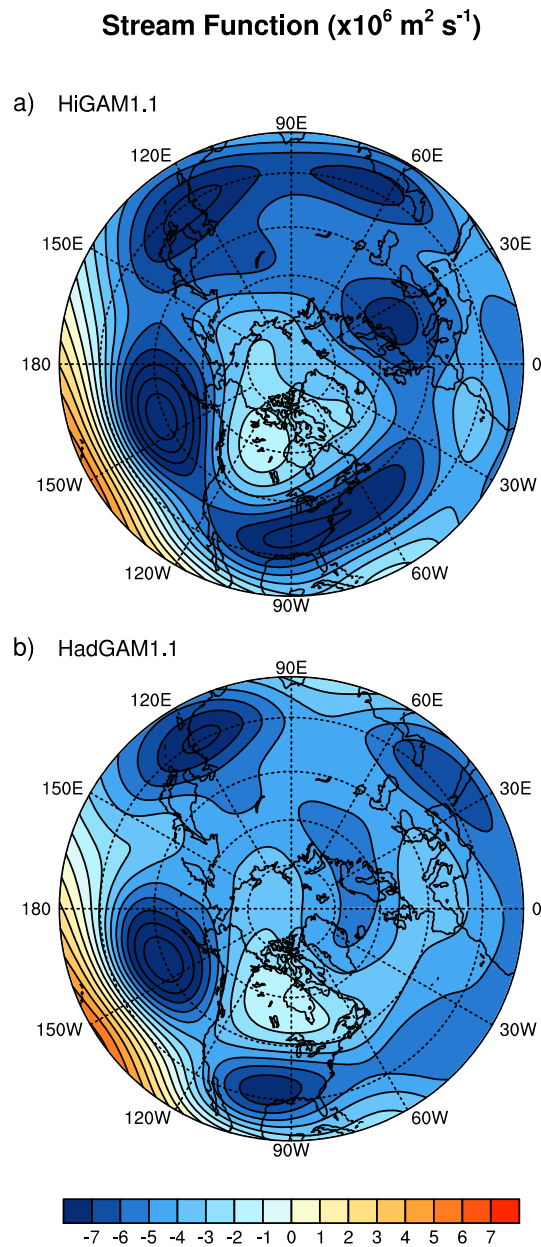 Stream Function (x10⁶ m² s⁻¹)
a) HiGAM1.1
90E
120E 60E
150E 30E
180 0
150W 30W
120W 60W
90W
b) HadGAM1.1
90E
120E 60E
150E 30E
180 0
150W 30W
120W 60W
90W
-7 -6 -5 -4 -3 -2 -1 0 1 2 3 4 5 6 7